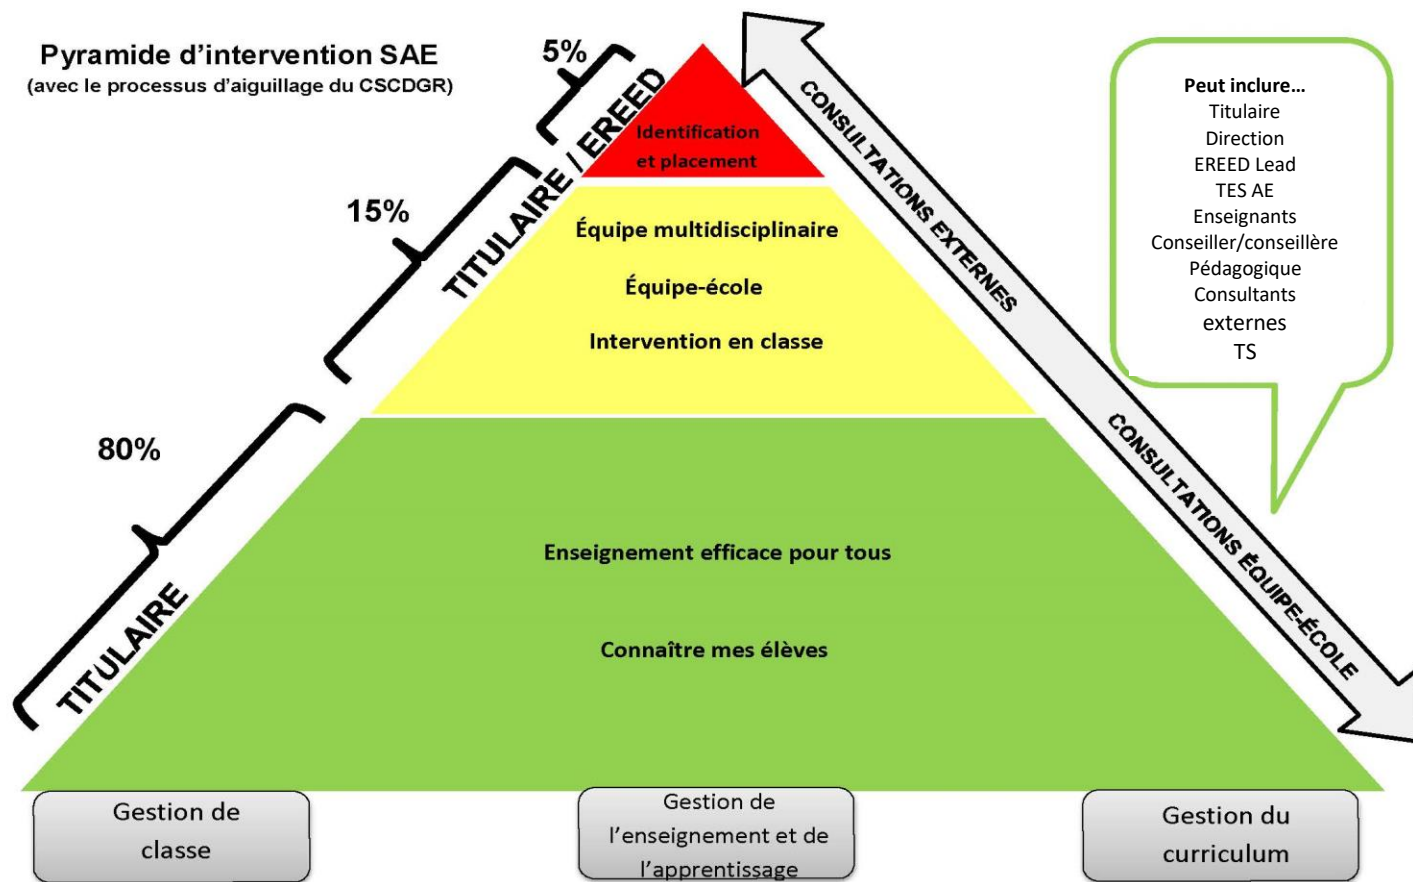 Pyramide d'intervention SAE
(avec le processus d'aiguillage du CSCDGR)
5%
15%
80%
TITULAIRE / EREED
TITULAIRE
Identification
et placement
Équipe multidisciplinaire
Équipe-école
Intervention en classe
Enseignement efficace pour tous
Connaître mes élèves
CONSULTATIONS EXTERNES
CONSULTATIONS ÉQUIPE-ÉCOLE
Peut inclure...
Titulaire
Direction
EREED Lead
TES AE
Enseignants
Conseiller/conseillère
Pédagogique
Consultants
externes
TS
Gestion de
classe
Gestion de
l'enseignement et de
l'apprentissage
Gestion du
curriculum